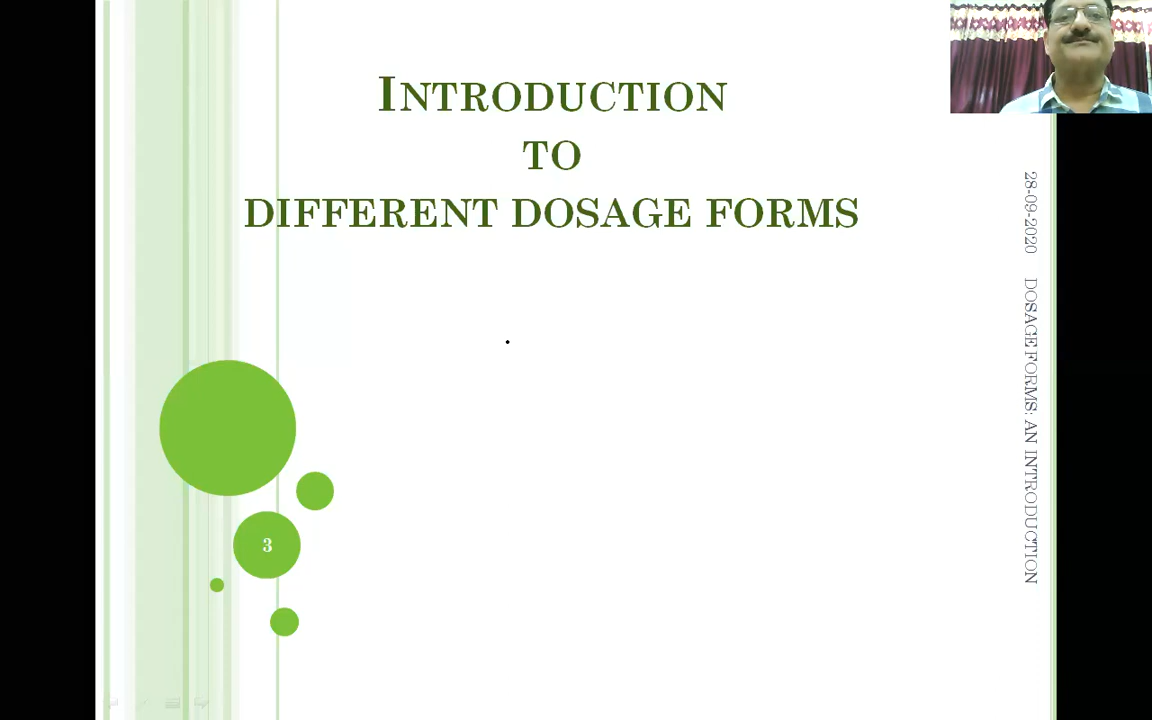 INTRODUCTION
TO
DIFFERENT DOSAGE FORMS
28-09-2020 DOSAGE FORMS: AN INTRODUCTION
3